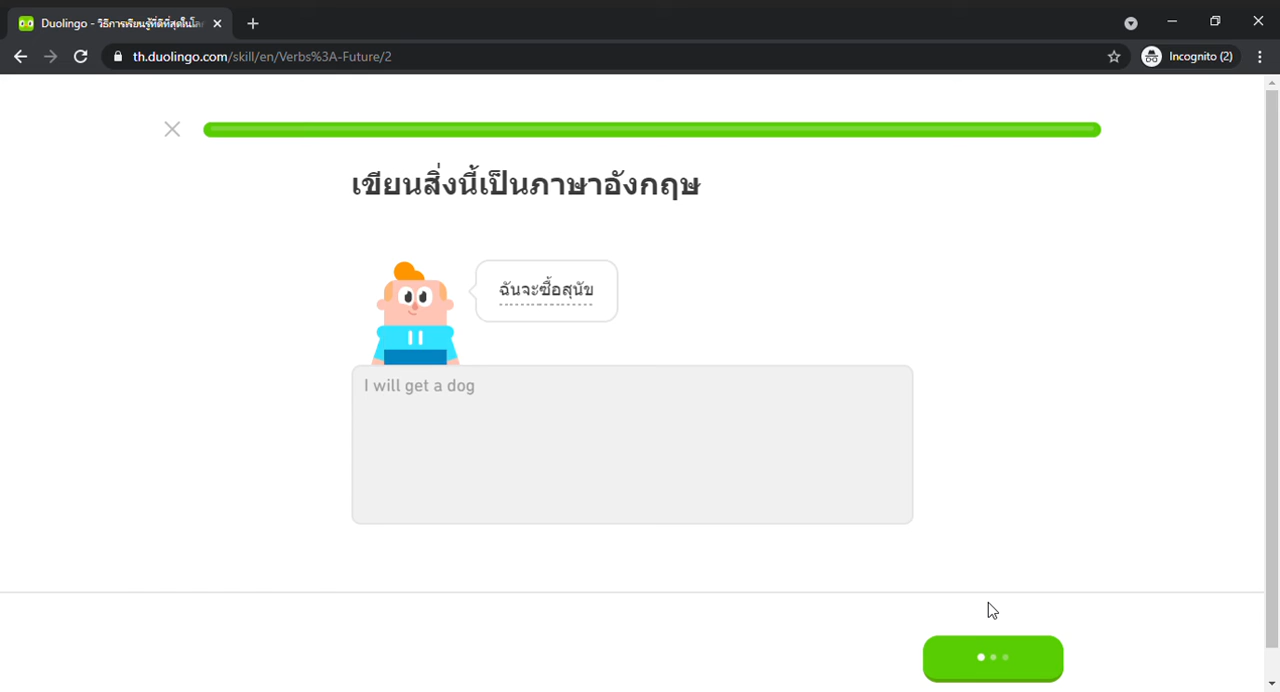 Duolingo - วิธีการเรียนรู้ที่ดีที่สุดในโล
th.duolingo.com/skill/en/Verbs%3A-Future/2
Incognito (2)
เขียนสิ่งนี้เป็นภาษาอังกฤษ
ฉันจะซื้อสุนัข
I will get a dog